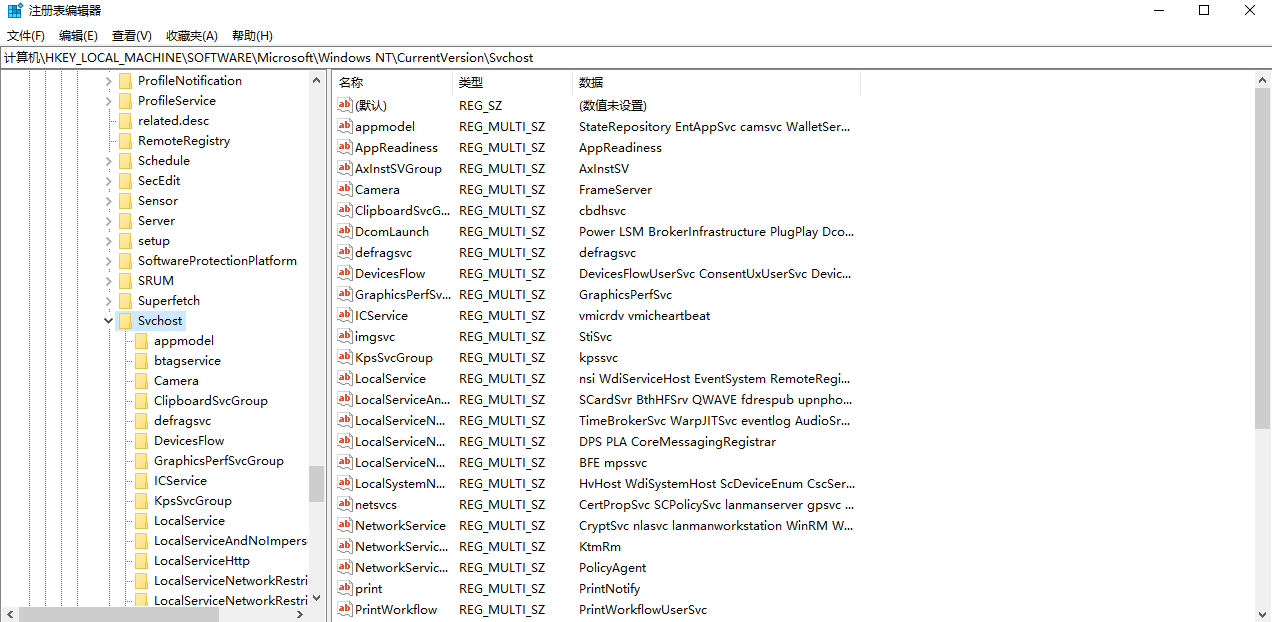 注册表编辑器
文件(F) 编辑(E) 查看(V) 收藏夹(A) 帮助(H)
计算机\HKEY_LOCAL_MACHINE\SOFTWARE\Microsoft\Windows NT\CurrentVersion\Svchost
ProfileNotification
ProfileService
related.desc
RemoteRegistry
Schedule
SecEdit
Sensor
Server
setup
SoftwareProtectionPlatform
SRUM
Superfetch
Svchost
appmodel
btagservice
Camera
ClipboardSvcGroup
defragsvc
DevicesFlow
GraphicsPerfSvcGroup
ICService
KpsSvcGroup
LocalService
LocalServiceAndNoImpers
LocalServiceHttp
LocalServiceNetworkRestri
LocalServiceNetworkRestri
名称 类型 数据
(默认) REG_SZ (数值未设置)
appmodel REG_MULTI_SZ StateRepository EntAppSvc camsvc WalletSer...
AppReadiness REG_MULTI_SZ AppReadiness
AxInstSVGroup REG_MULTI_SZ AxInstSV
Camera REG_MULTI_SZ FrameServer
ClipboardSvcG... REG_MULTI_SZ cbdhsvc
DcomLaunch REG_MULTI_SZ Power LSM BrokerInfrastructure PlugPlay Dco...
defragsvc REG_MULTI_SZ defragsvc
DevicesFlow REG_MULTI_SZ DevicesFlowUserSvc ConsentUxUserSvc Devic...
GraphicsPerfSv... REG_MULTI_SZ GraphicsPerfSvc
ICService REG_MULTI_SZ vmicrdv vmicheartbeat
imgsvc REG_MULTI_SZ StiSvc
KpsSvcGroup REG_MULTI_SZ kpssvc
LocalService REG_MULTI_SZ nsi WdiServiceHost EventSystem RemoteRegi...
LocalServiceAn... REG_MULTI_SZ SCardSvr BthHFSrv QWAVE fdrespub upnpho...
LocalServiceN... REG_MULTI_SZ TimeBrokerSvc WarpJITSvc eventlog AudioSr...
LocalServiceN... REG_MULTI_SZ DPS PLA CoreMessagingRegistrar
LocalServiceN... REG_MULTI_SZ BFE mpssvc
LocalSystemN... REG_MULTI_SZ HvHost WdiSystemHost ScDeviceEnum CscSer...
netsvcs REG_MULTI_SZ CertPropSvc SCPolicySvc lanmanserver gpsvc ...
NetworkService REG_MULTI_SZ CryptSvc nlasvc lanmanworkstation WinRM W...
NetworkServic... REG_MULTI_SZ KtmRm
NetworkServic... REG_MULTI_SZ PolicyAgent
print REG_MULTI_SZ PrintNotify
PrintWorkflow REG_MULTI_SZ PrintWorkflowUserSvc